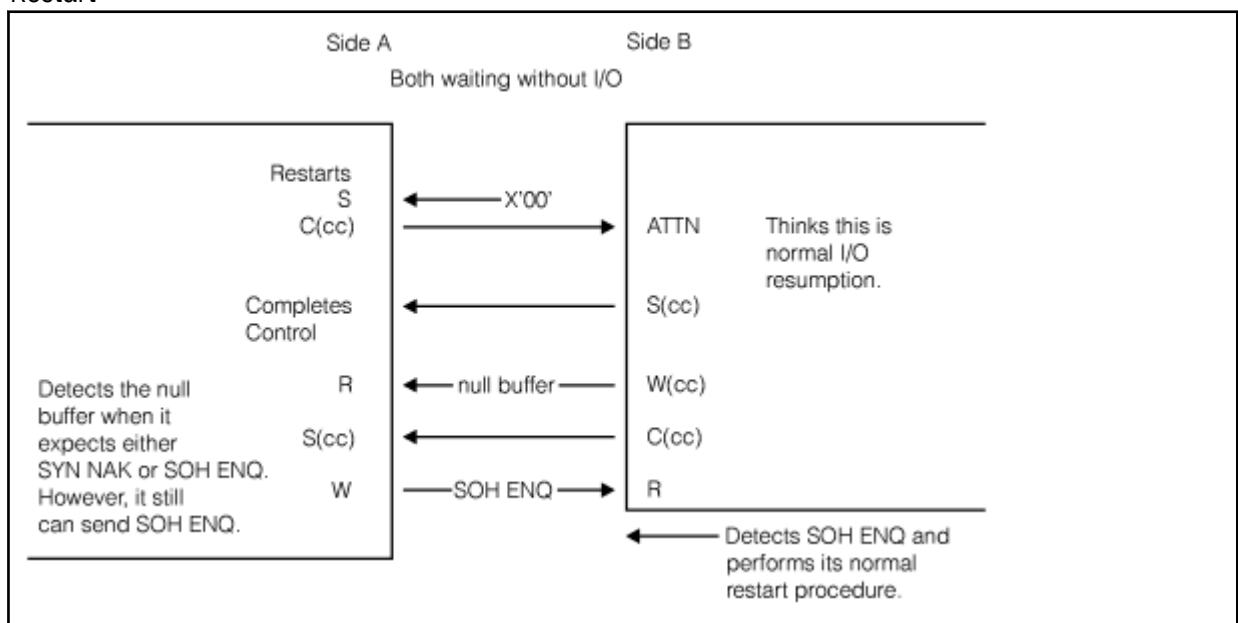 Restart
Side A Side B
Both waiting without I/O
Restarts
S X'00'
C(cc) ATTN Thinks this is
normal I/O
resumption.
Completes S(cc)
Control
R null buffer W(cc)
Detects the null
buffer when it
expects either
SYN NAK or SOH ENQ.
However, it still
can send SOH ENQ.
S(cc) C(cc)
W SOH ENQ R
Detects SOH ENQ and
performs its normal
restart procedure.